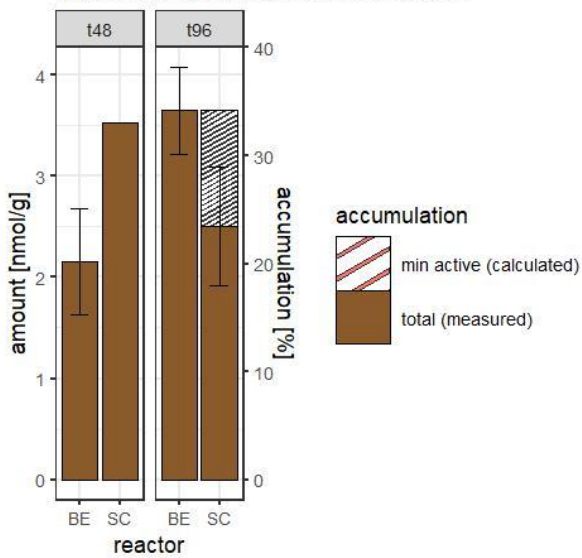 t48 t96
4
3
2
1
0
amount [nmol/g]
40
30
20
10
0
accumulation [%]
BE SC BE SC
reactor
accumulation
min active (calculated)
total (measured)